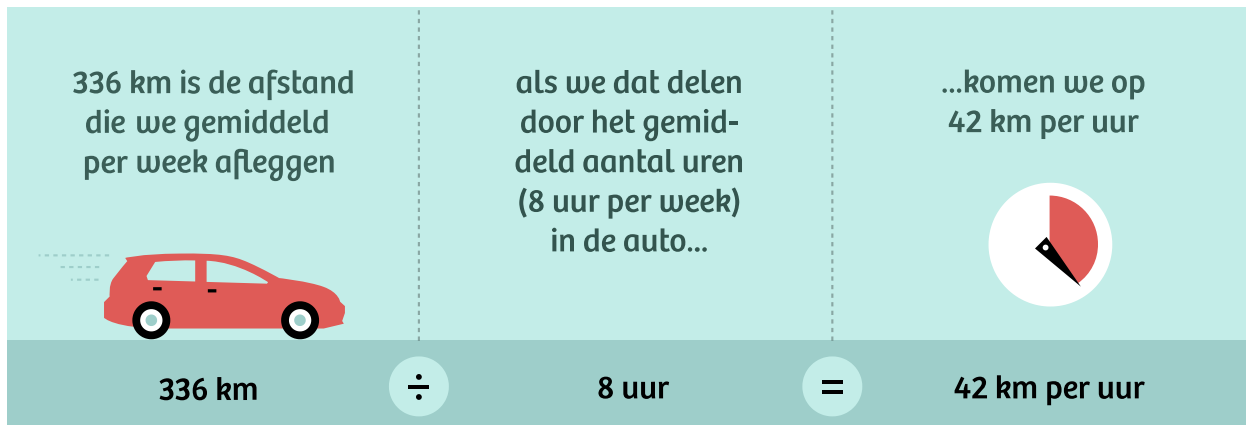 336 km is de afstand
die we gemiddeld
per week afleggen
als we dat delen
door het gemid-
deld aantal uren
(8 uur per week)
in de auto...
...komen we op
42 km per uur
336 km
÷
8 uur
=
42 km per uur